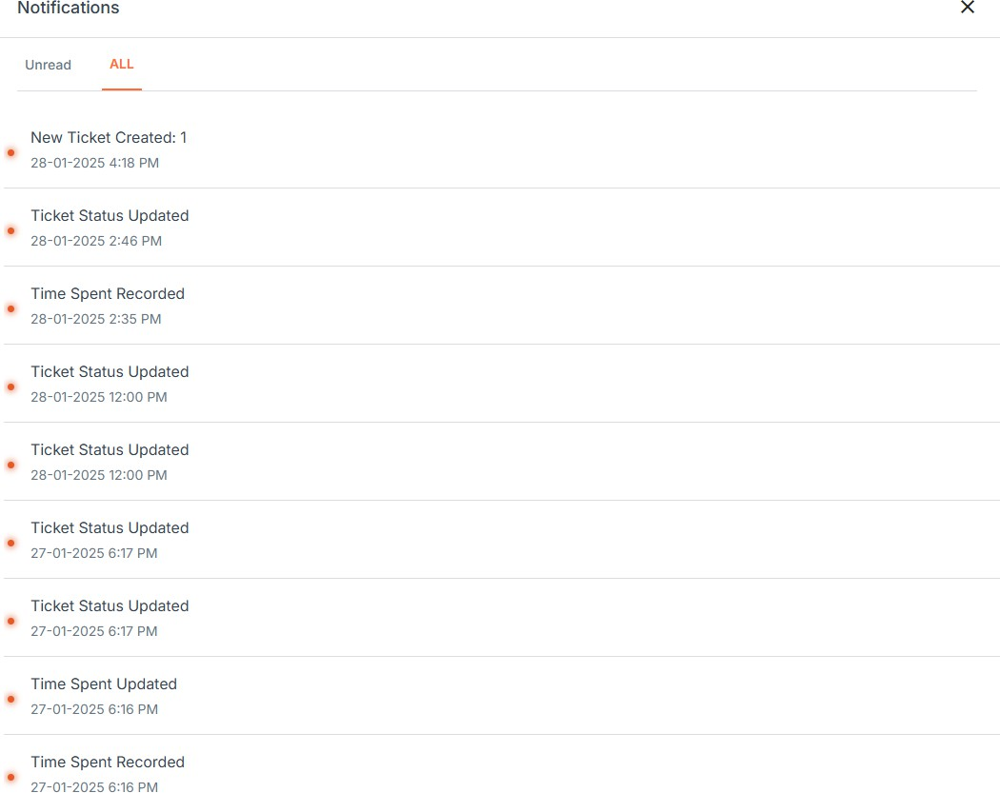 Notifications
Unread
ALL
New Ticket Created: 1
28-01-2025 4:18 PM
Ticket Status Updated
28-01-2025 2:46 PM
Time Spent Recorded
28-01-2025 2:35 PM
Ticket Status Updated
28-01-2025 12:00 PM
Ticket Status Updated
28-01-2025 12:00 PM
Ticket Status Updated
27-01-2025 6:17 PM
Ticket Status Updated
27-01-2025 6:17 PM
Time Spent Updated
27-01-2025 6:16 PM
Time Spent Recorded
27-01-2025 6:16 PM